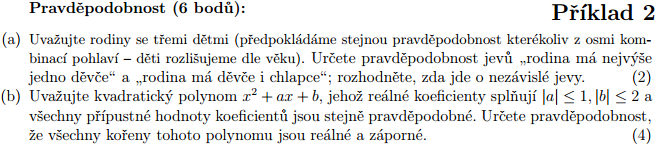 Pravděpodobnost (6 bodů):
Příklad 2
(a) Uvažujte rodiny se třemi dětmi (předpokládáme stejnou pravděpodobnost kterékoliv z osmi kom-
binací pohlaví – děti rozlišujeme dle věku). Určete pravděpodobnost jevů „rodina má nejvýše
jedno děvče“ a „rodina má děvče i chlapce“; rozhodněte, zda jde o nezávislé jevy. (2)
(b) Uvažujte kvadratický polynom x² + ax + b, jehož reálné koeficienty splňují |a| ≤ 1, |b| ≤ 2 a
všechny přípustné hodnoty koeficientů jsou stejně pravděpodobné. Určete pravděpodobnost,
že všechny kořeny tohoto polynomu jsou reálné a záporné. (4)